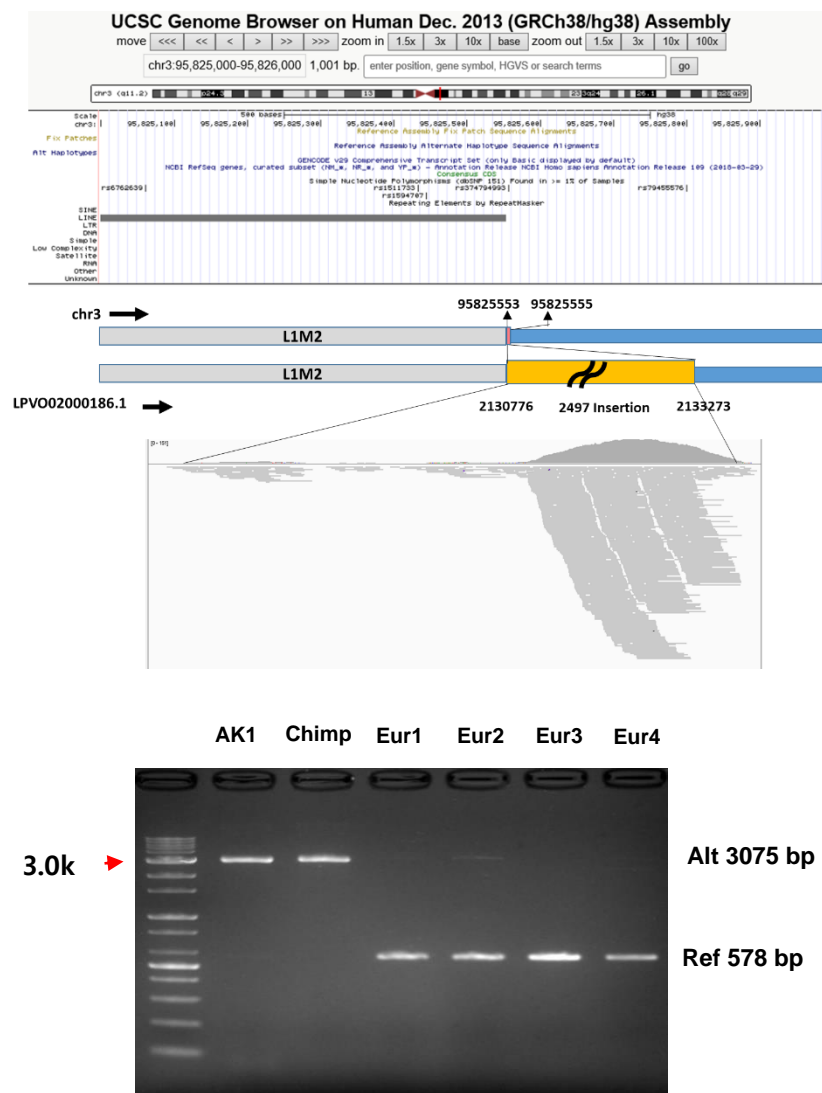 UCSC Genome Browser on Human Dec. 2013 (GRCh38/hg38) Assembly
move <<< << < > >> >>> zoom in 1.5x 3x 10x base zoom out 1.5x 3x 10x 100x
chr3:95,825,000-95,826,000 1,001 bp. enter position, gene symbol, HGVS or search terms go
chr3 (q11.2)
Scale 500 bases hg38
chr3: 95,825,100 95,825,200 95,825,300 95,825,400 95,825,500 95,825,600 95,825,700 95,825,800 95,825,900
Reference Assembly Fix Patch Sequence Alignments
Fix Patches
Reference Assembly Alternate Haplotype Sequence Alignments
Alt Haplotypes
GENCODE v29 Comprehensive Transcript Set (only Basic displayed by default)
NCBI RefSeq genes, curated subset (NM_*, NR_*, and YP_*) - Annotation Release NCBI Homo sapiens Annotation Release 109 (2018-03-29)
Consensus CDS
Simple Nucleotide Polymorphisms (dbSNP 151) Found in >= 1% of Samples
rs6762639 rs1511733 rs374794993 rs79455576
rs1594707
Repeating Elements by RepeatMasker
SINE
LINE
LTR
DNA
Simple
Low Complexity
Satellite
RNA
Other
Unknown
95825553 95825555
chr3
L1M2
L1M2
LPVO02000186.1
2130776 2497 Insertion 2133273
AK1 Chimp Eur1 Eur2 Eur3 Eur4
3.0k
Alt 3075 bp
Ref 578 bp